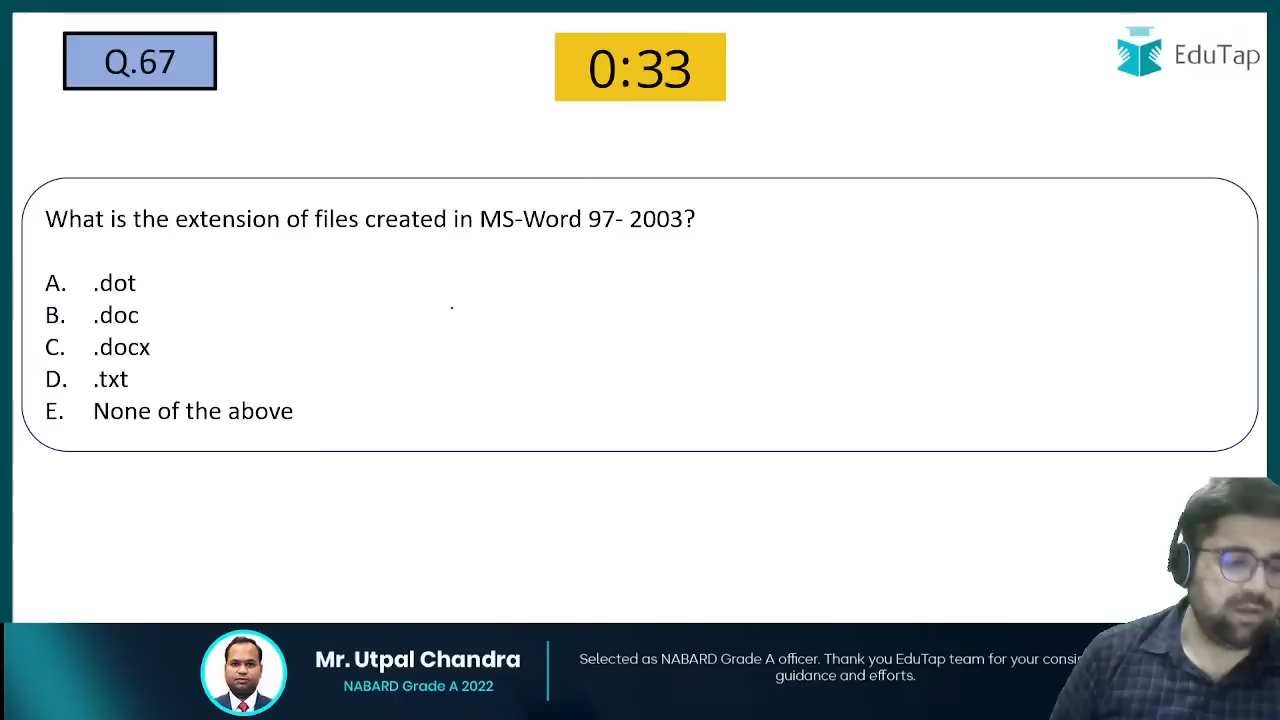 Q.67
0:33
EduTap
What is the extension of files created in MS-Word 97- 2003?
A. .dot
B. .doc
C. .docx
D. .txt
E. None of the above
Mr. Utpal Chandra
NABARD Grade A 2022
Selected as NABARD Grade A officer. Thank you EduTap team for your
guidance and efforts.